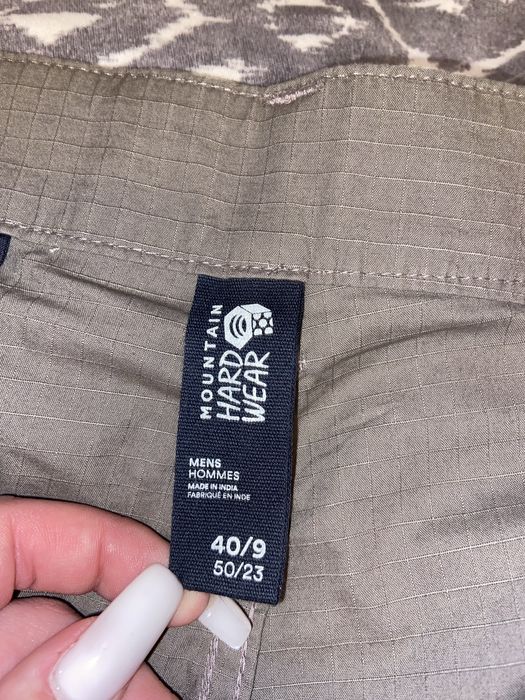 MOUNTAIN
HARD
WEAR
MENS
HOMMES
MADE IN INDIA
FABRIQUÉ EN INDE
40/9
50/23